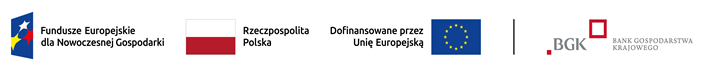 Fundusze Europejskie
dla Nowoczesnej Gospodarki
Rzeczpospolita
Polska
Dofinansowane przez
Unię Europejską
BGK
BANK GOSPODARSTWA
KRAJOWEGO